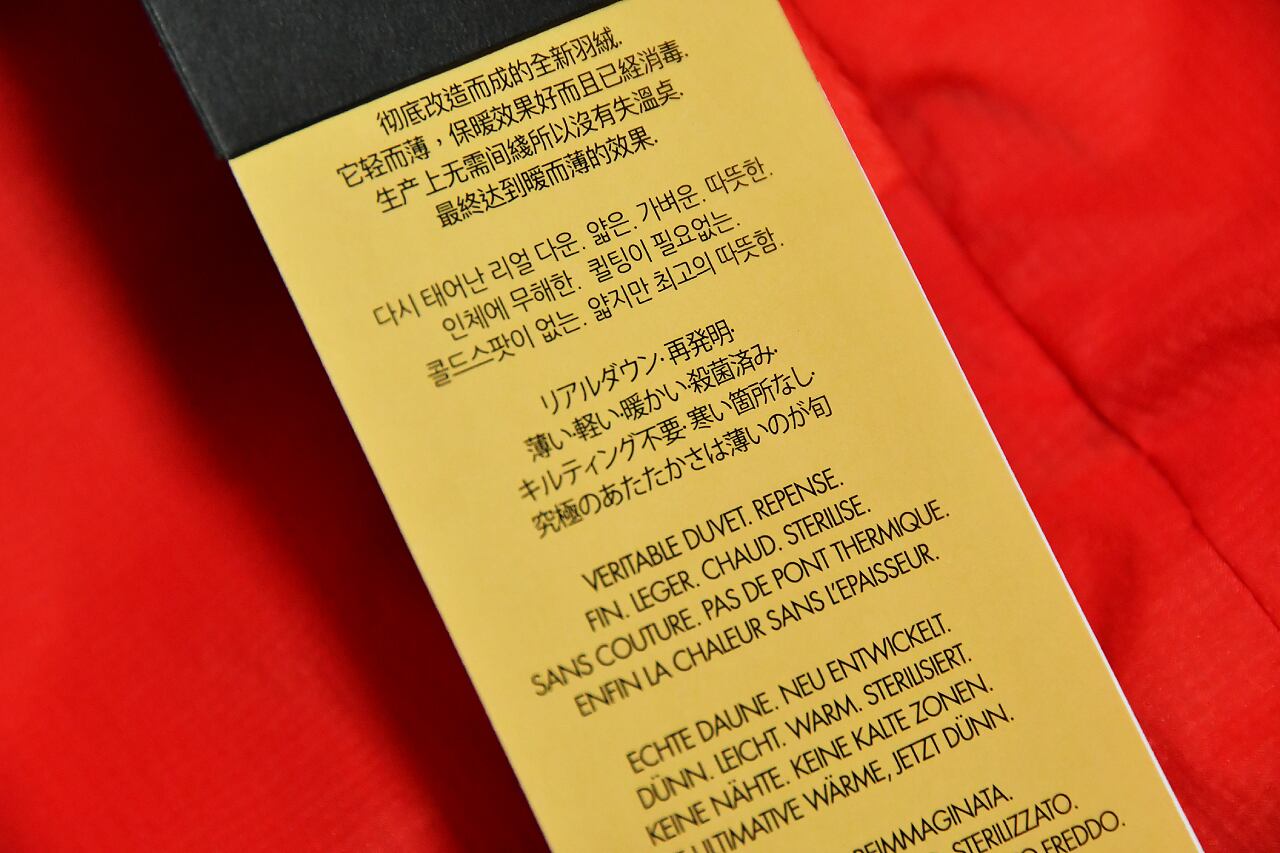 彻底改造而成的全新羽絨.
它轻而薄，保暖效果好而且已経消毒.
生产上无需间綫所以沒有失溫奌.
最終达到暧而薄的效果.
다시 태어난 리얼 다운. 얇은. 가벼운. 따뜻한.
인체에 무해한. 퀼팅이 필요없는.
콜드스팟이 없는. 얇지만 최고의 따뜻함.
リアルダウン·再発明·
薄い·軽い·暖かい·殺菌済み·
キルティング不要·寒い箇所なし·
究極のあたたかさは薄いのが旬
VERITABLE DUVET. REPENSE.
FIN. LEGER. CHAUD. STERILISE.
SANS COUTURE. PAS DE PONT THERMIQUE.
ENFIN LA CHALEUR SANS L'EPAISSEUR.
ECHTE DAUNE. NEU ENTWICKELT.
DÜNN. LEICHT. WARM. STERILISIERT.
KEINE NÄHTE. KEINE KALTE ZONEN.
ULTIMATIVE WÄRME, JETZT DÜNN.
REIMMAGINATA.
STERILIZZATO.
FREDDO.